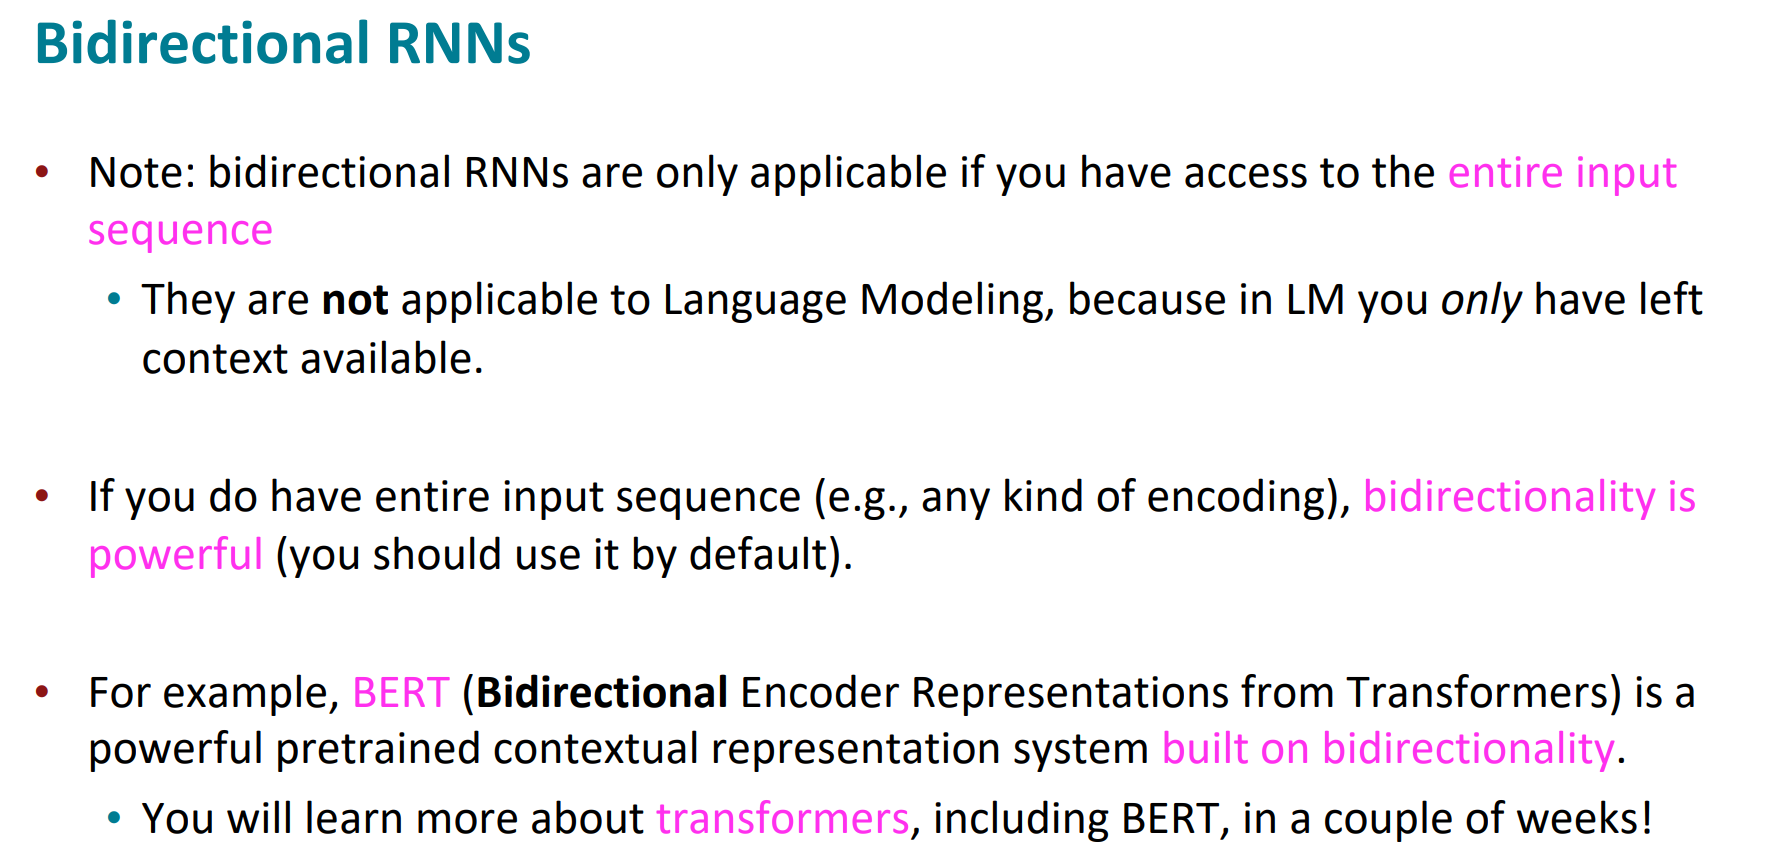 Bidirectional RNNs
• Note: bidirectional RNNs are only applicable if you have access to the entire input
sequence
• They are not applicable to Language Modeling, because in LM you only have left
context available.
• If you do have entire input sequence (e.g., any kind of encoding), bidirectionality is
powerful (you should use it by default).
• For example, BERT (Bidirectional Encoder Representations from Transformers) is a
powerful pretrained contextual representation system built on bidirectionality.
• You will learn more about transformers, including BERT, in a couple of weeks!